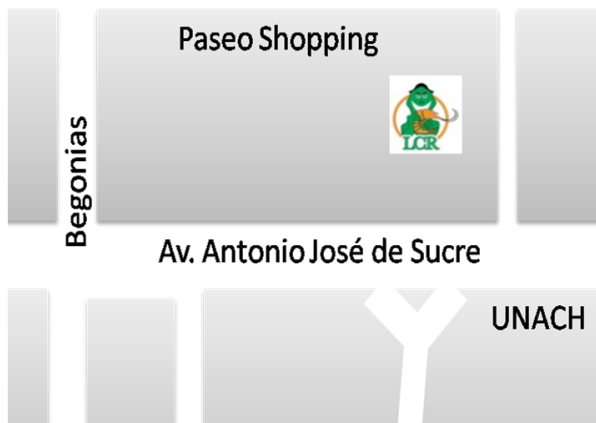 Paseo Shopping
LCR
Begonias
Av. Antonio José de Sucre
UNACH